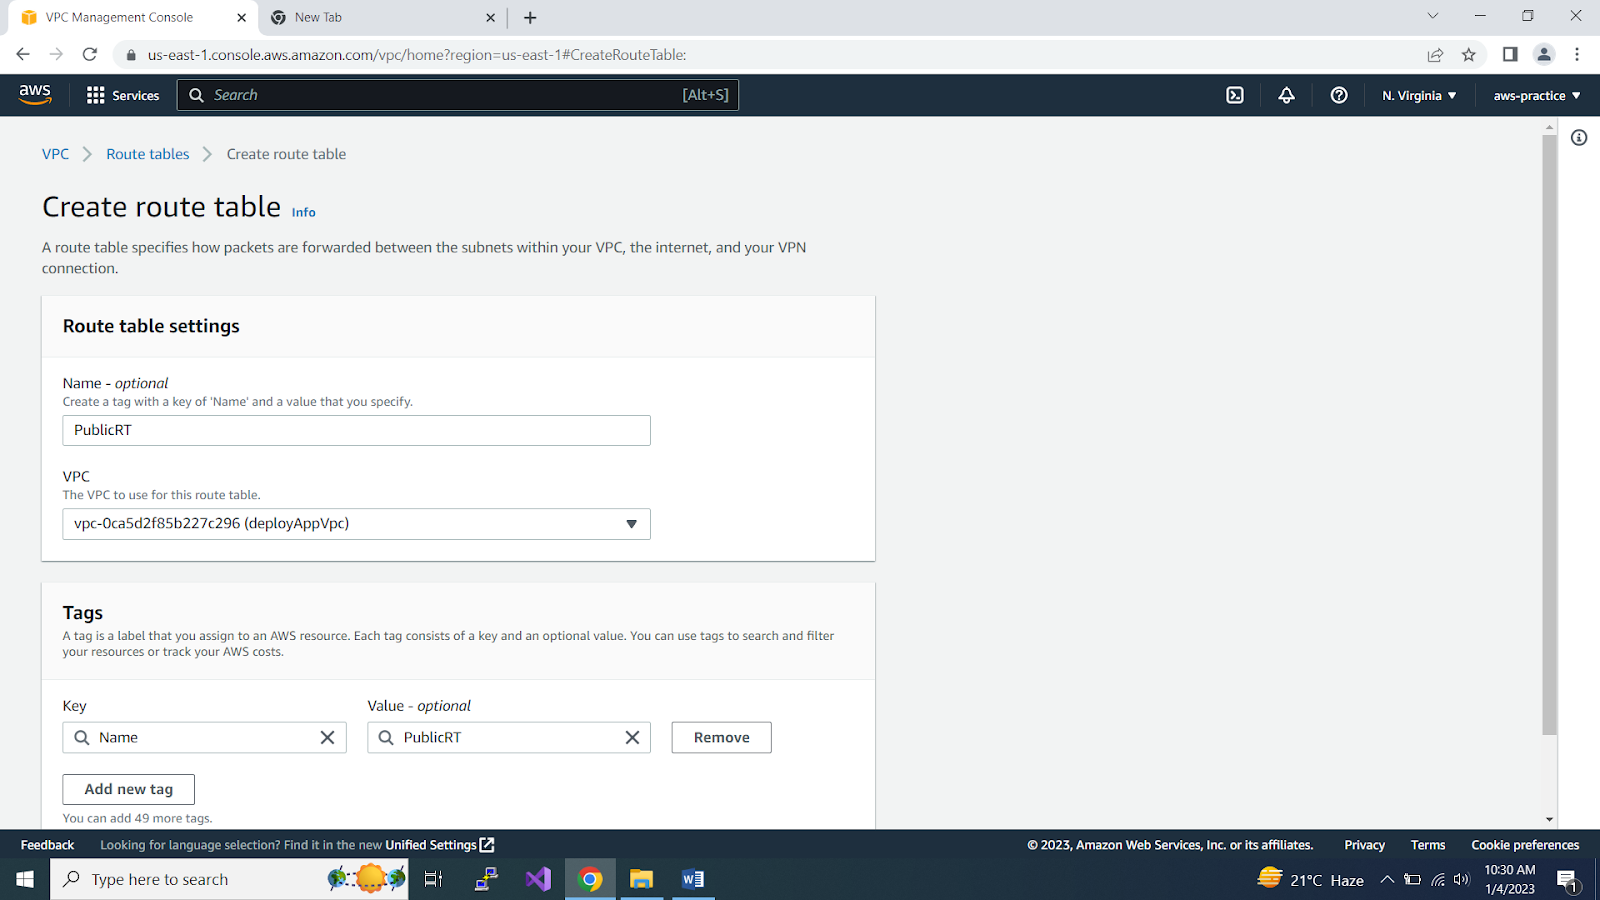 VPC Management Console
New Tab
us-east-1.console.aws.amazon.com/vpc/home?region=us-east-1#CreateRouteTable:
aws
Services
Search
[Alt+S]
N. Virginia
aws-practice
VPC
Route tables
Create route table
Create route table Info
A route table specifies how packets are forwarded between the subnets within your VPC, the internet, and your VPN
connection.
Route table settings
Name - optional
Create a tag with a key of 'Name' and a value that you specify.
PublicRT
VPC
The VPC to use for this route table.
vpc-0ca5d2f85b227c296 (deployAppVpc)
Tags
A tag is a label that you assign to an AWS resource. Each tag consists of a key and an optional value. You can use tags to search and filter
your resources or track your AWS costs.
Key
Value - optional
Name
PublicRT
Remove
Add new tag
You can add 49 more tags.
Feedback
Looking for language selection? Find it in the new Unified Settings
© 2023, Amazon Web Services, Inc. or its affiliates.
Privacy
Terms
Cookie preferences
Type here to search
21°C Haze
10:30 AM
1/4/2023
1